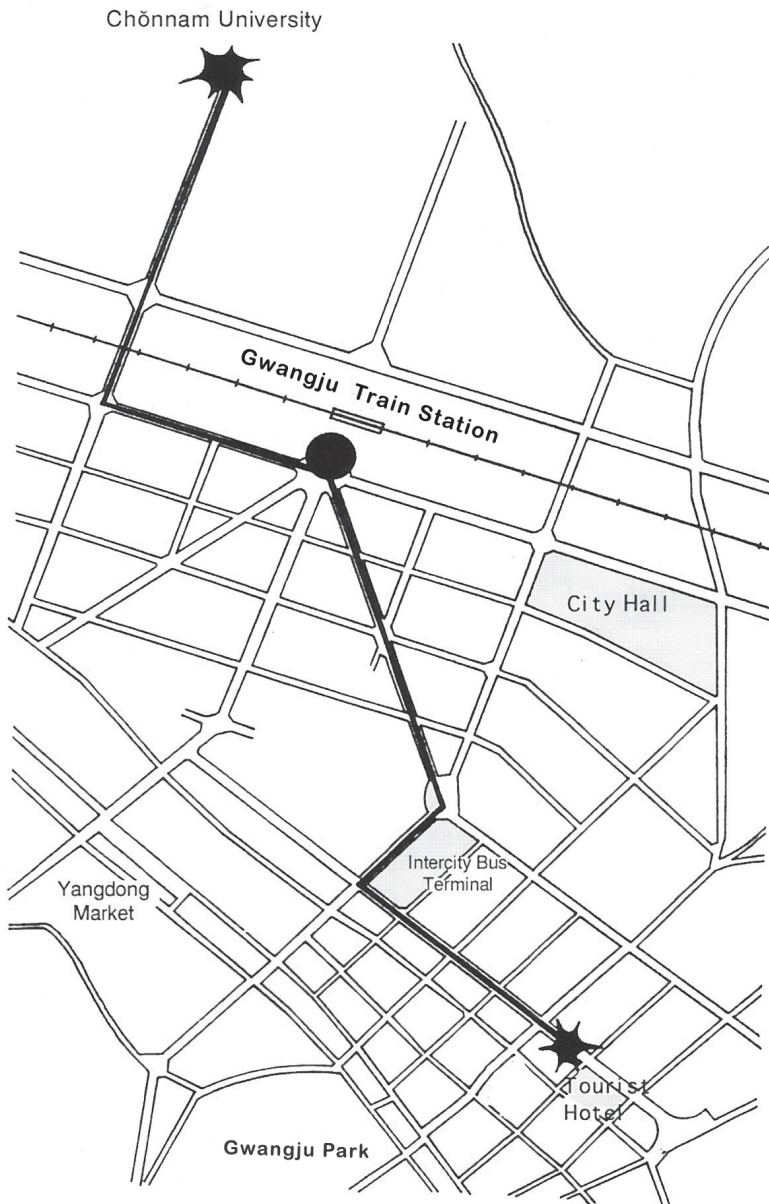 Chŏnnam University
Gwangju Train Station
City Hall
Intercity Bus
Terminal
Yangdong
Market
Tourist
Hotel
Gwangju Park